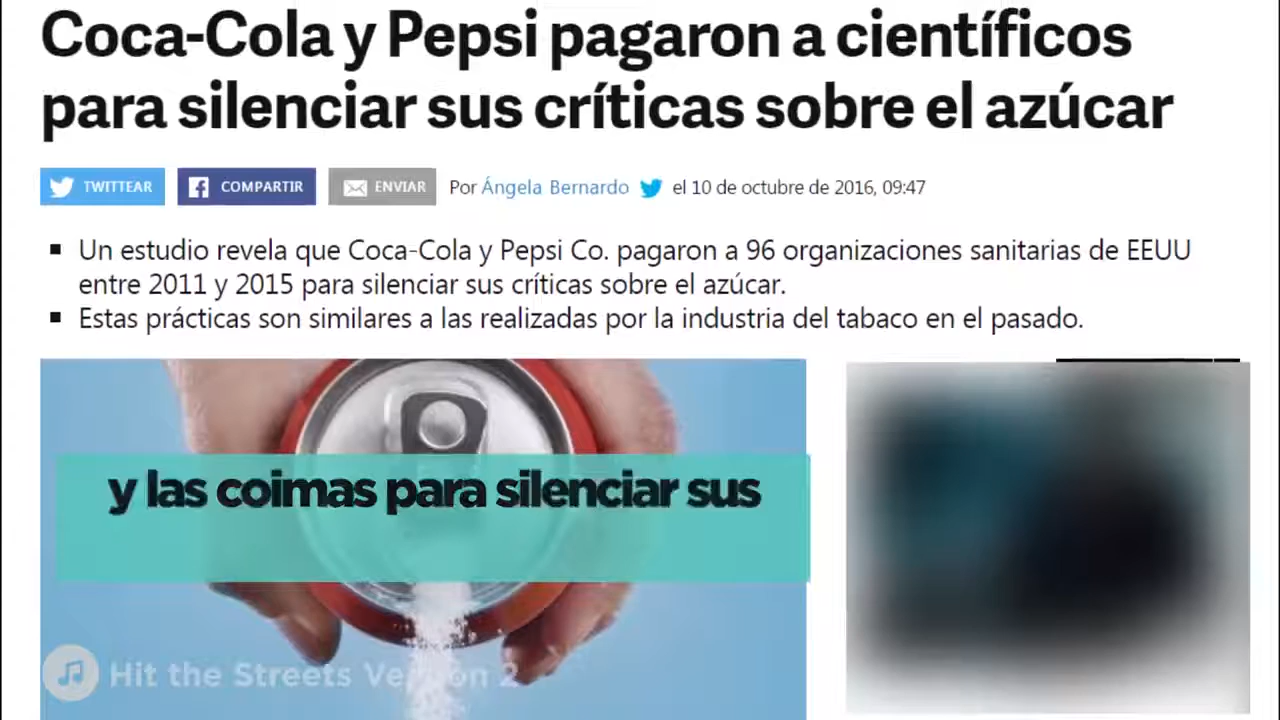 Coca-Cola y Pepsi pagaron a científicos
para silenciar sus críticas sobre el azúcar
TWITTEAR COMPARTIR ENVIAR Por Ángela Bernardo el 10 de octubre de 2016, 09:47
Un estudio revela que Coca-Cola y Pepsi Co. pagaron a 96 organizaciones sanitarias de EEUU
entre 2011 y 2015 para silenciar sus críticas sobre el azúcar.
Estas prácticas son similares a las realizadas por la industria del tabaco en el pasado.
y las coimas para silenciar sus
Hit the Streets Version 2